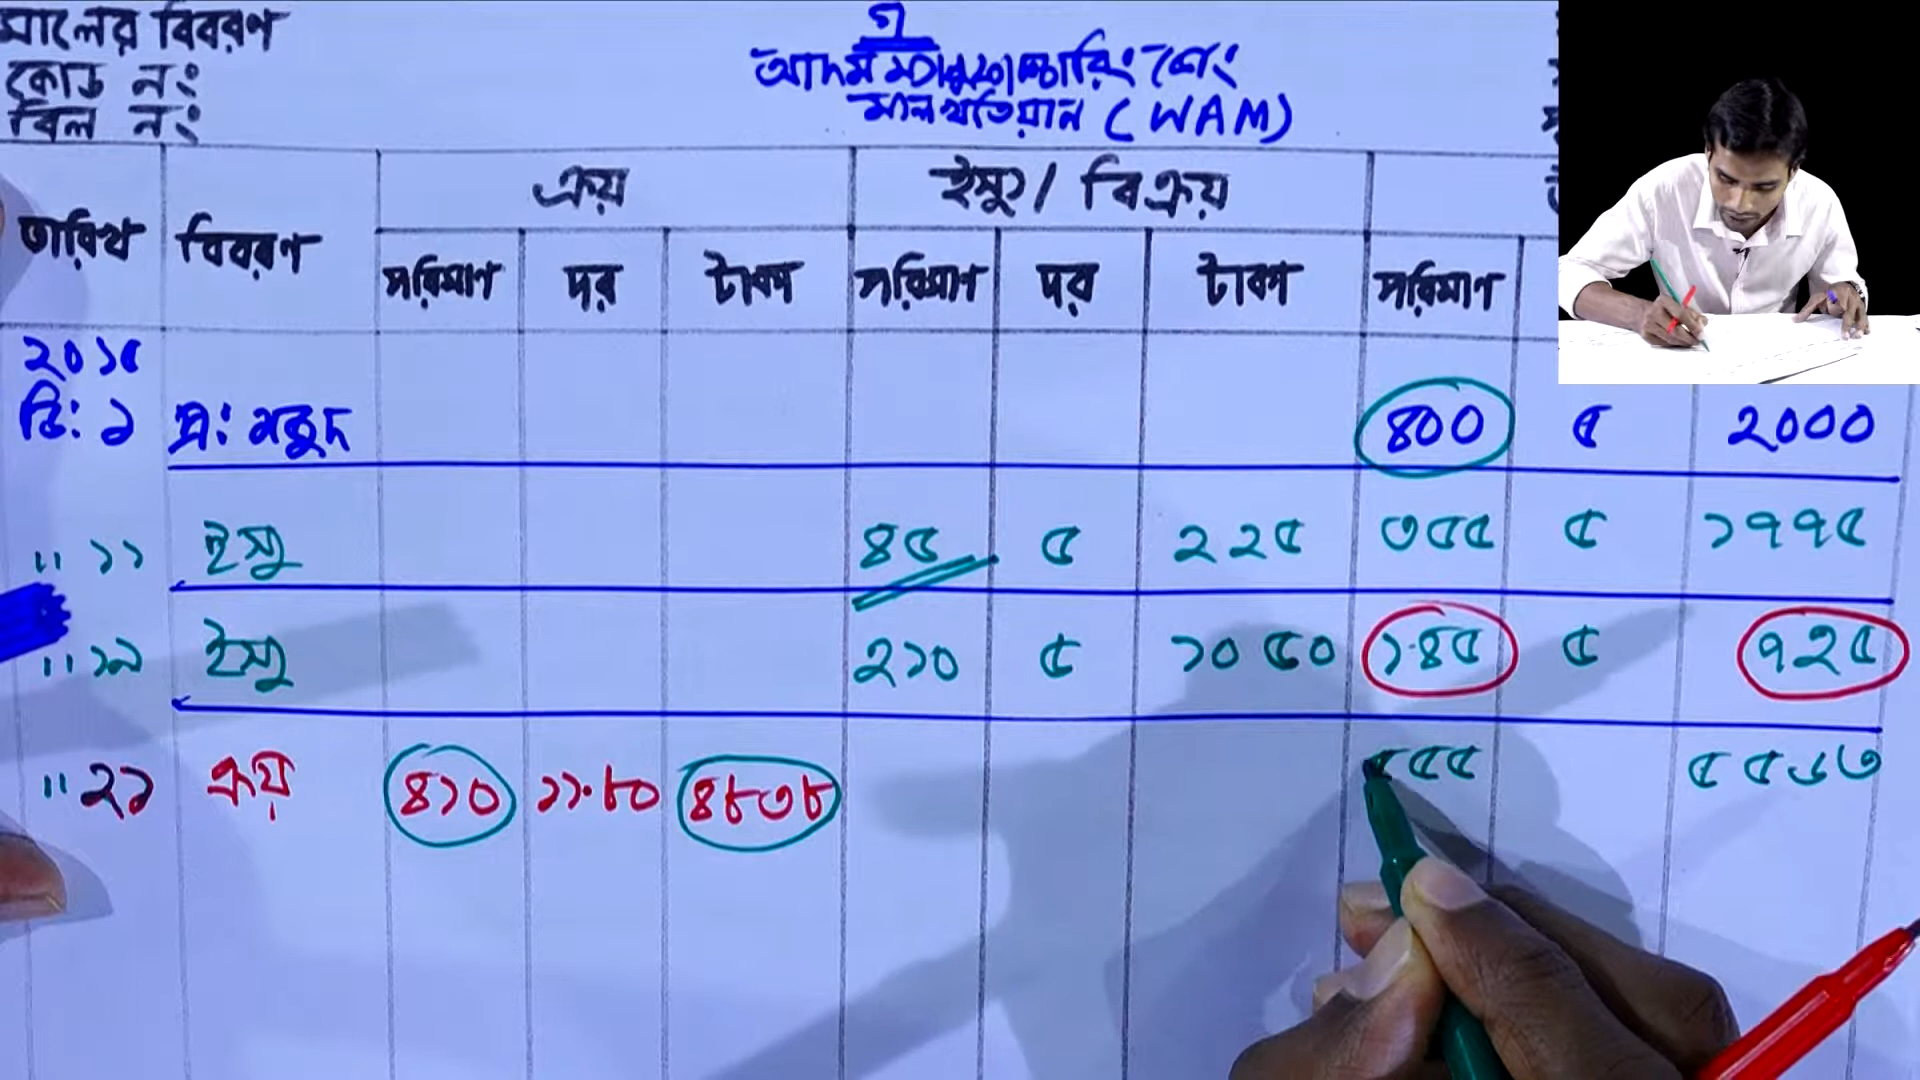 মালের বিবরণ
কোড নং
বিল নং
গ
আদম ম্যানুফ্যাকচারিং কোং
মালখতিয়ান (WAM)
তারিখ বিবরণ ক্রয় ইস্যু/ বিক্রয়
পরিমাণ দর টাকা পরিমাণ দর টাকা পরিমাণ
২০১৫
ডি: ১ প্রা: মজুদ ৪০০ ৫ ২০০০
" ১১ ইস্যু ৪৫ ৫ ২২৫ ৩৫৫ ৫ ১৭৭৫
" ১৯ ইস্যু ২১০ ৫ ১০৫০ ১৪৫ ৫ ৭২৫
" ২১ ক্রয় ৪১০ ১১.৮০ ৪৮৩৮ ৫৫৫ ৫৫৬৩